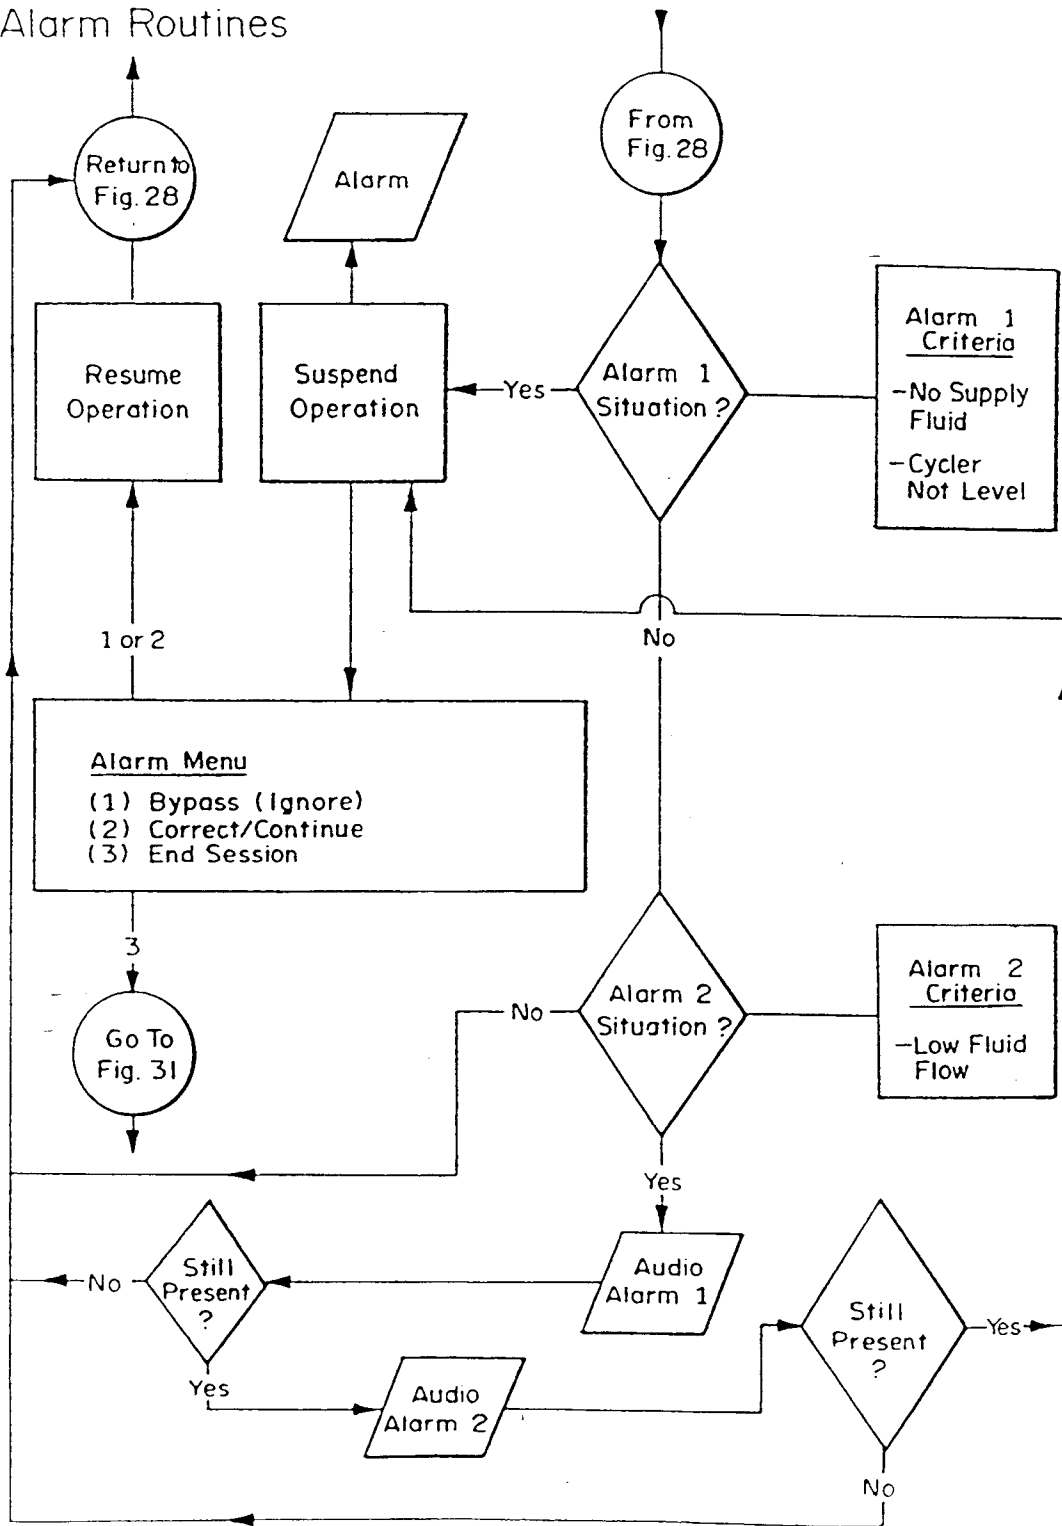 Alarm Routines
From
Fig. 28
Return to
Fig. 28
Alarm
Alarm 1
Criteria
-No Supply
Fluid
-Cycler
Not Level
Resume
Operation
Suspend
Operation
Yes
Alarm 1
Situation ?
1 or 2
No
Alarm Menu
(1) Bypass (Ignore)
(2) Correct/Continue
(3) End Session
3
Go To
Fig. 31
No
Alarm 2
Situation ?
Alarm 2
Criteria
-Low Fluid
Flow
Yes
No
Still
Present
?
Audio
Alarm 1
Still
Present
?
Yes
Yes
Audio
Alarm 2
No